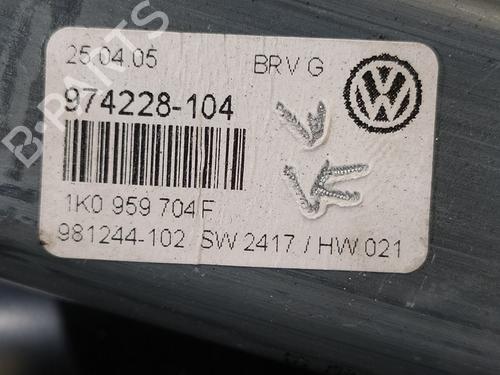 25.04.05 BRV G
974228-104
1K0 959 704 F
981244-102 SW 2417 / HW 021
B-PARTS